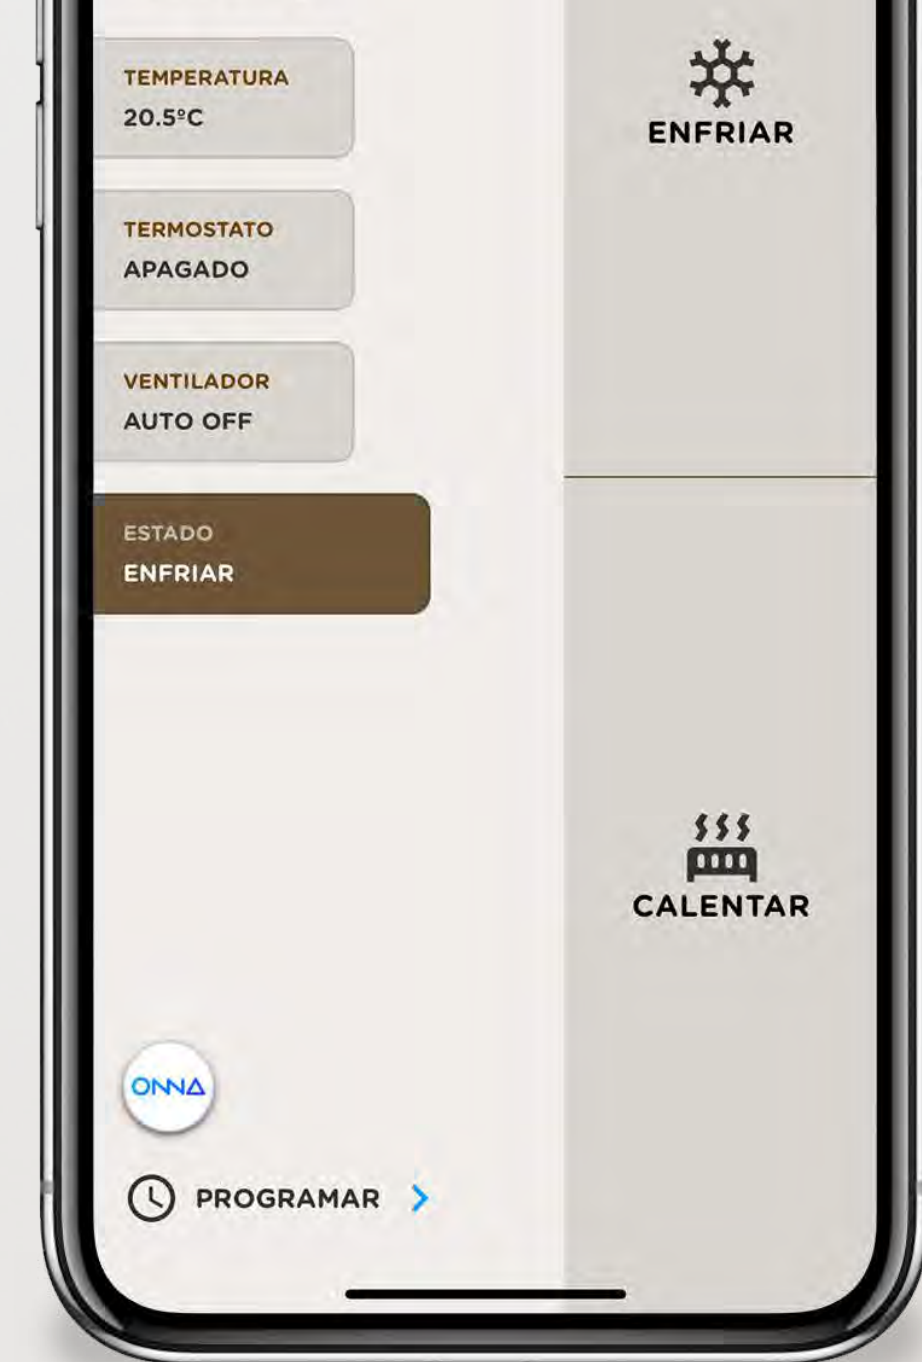 TEMPERATURA
20.5ºC
TERMOSTATO
APAGADO
VENTILADOR
AUTO OFF
ESTADO
ENFRIAR
ONNA
PROGRAMAR
ENFRIAR
CALENTAR